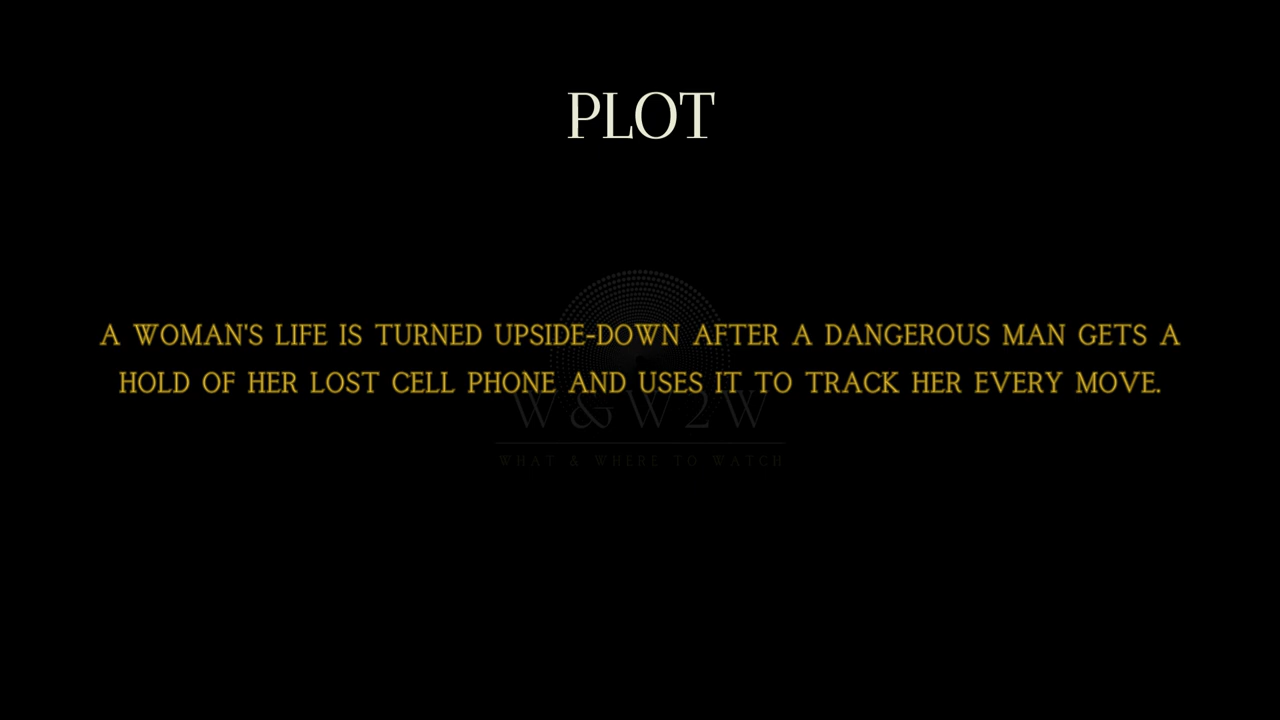 PLOT
A WOMAN'S LIFE IS TURNED UPSIDE-DOWN AFTER A DANGEROUS MAN GETS A
HOLD OF HER LOST CELL PHONE AND USES IT TO TRACK HER EVERY MOVE.
W & W 2 W
WHAT & WHERE TO WATCH